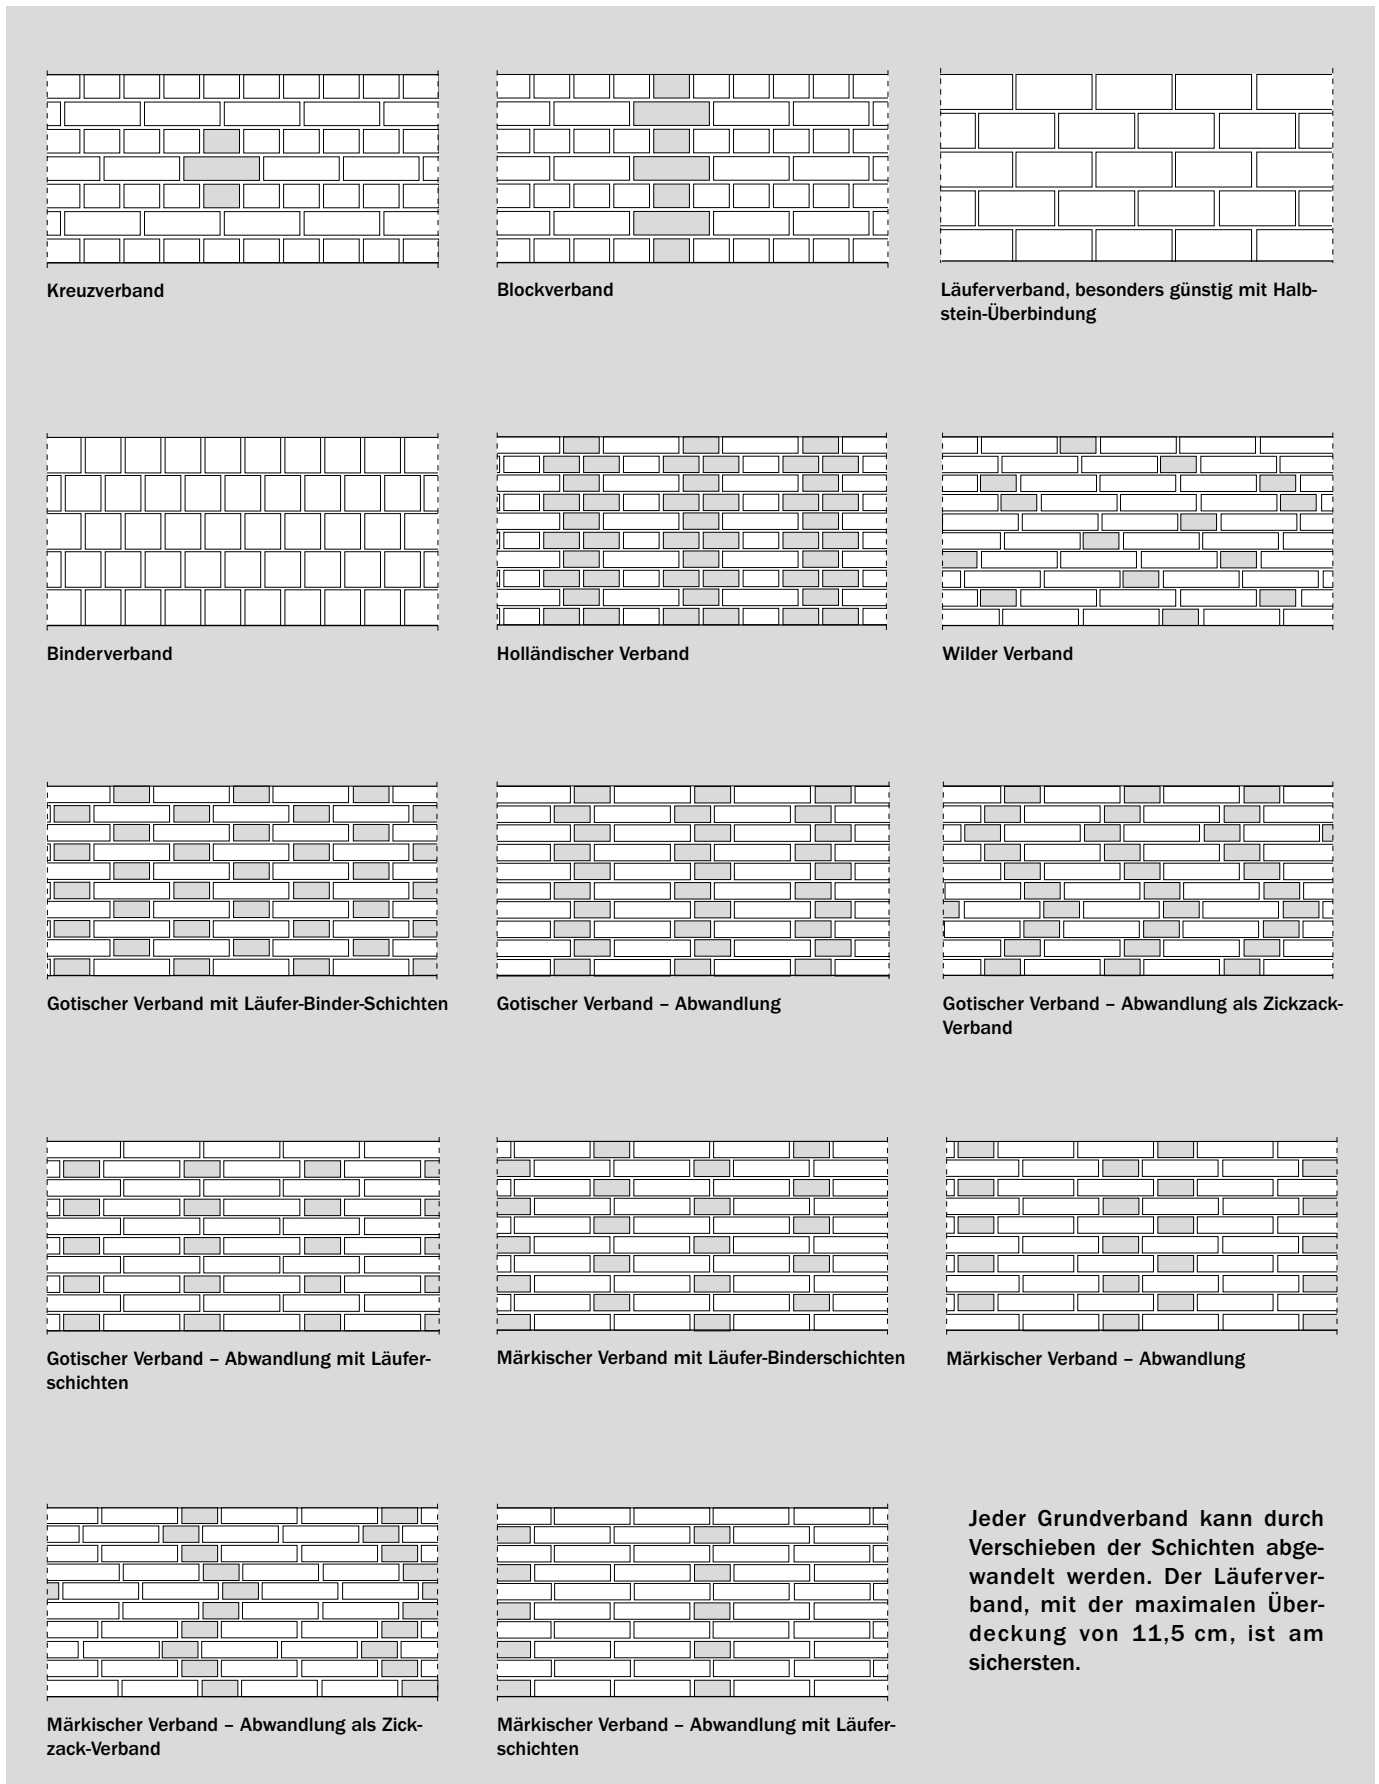 Kreuzverband
Blockverband
Läuferverband, besonders günstig mit Halb-
stein-Überbindung
Binderverband
Holländischer Verband
Wilder Verband
Gotischer Verband mit Läufer-Binder-Schichten
Gotischer Verband – Abwandlung
Gotischer Verband – Abwandlung als Zickzack-
Verband
Gotischer Verband – Abwandlung mit Läufer-
schichten
Märkischer Verband mit Läufer-Binderschichten
Märkischer Verband – Abwandlung
Märkischer Verband – Abwandlung als Zick-
zack-Verband
Märkischer Verband – Abwandlung mit Läufer-
schichten
Jeder Grundverband kann durch
Verschieben der Schichten abge-
wandelt werden. Der Läuferver-
band, mit der maximalen Über-
deckung von 11,5 cm, ist am
sichersten.